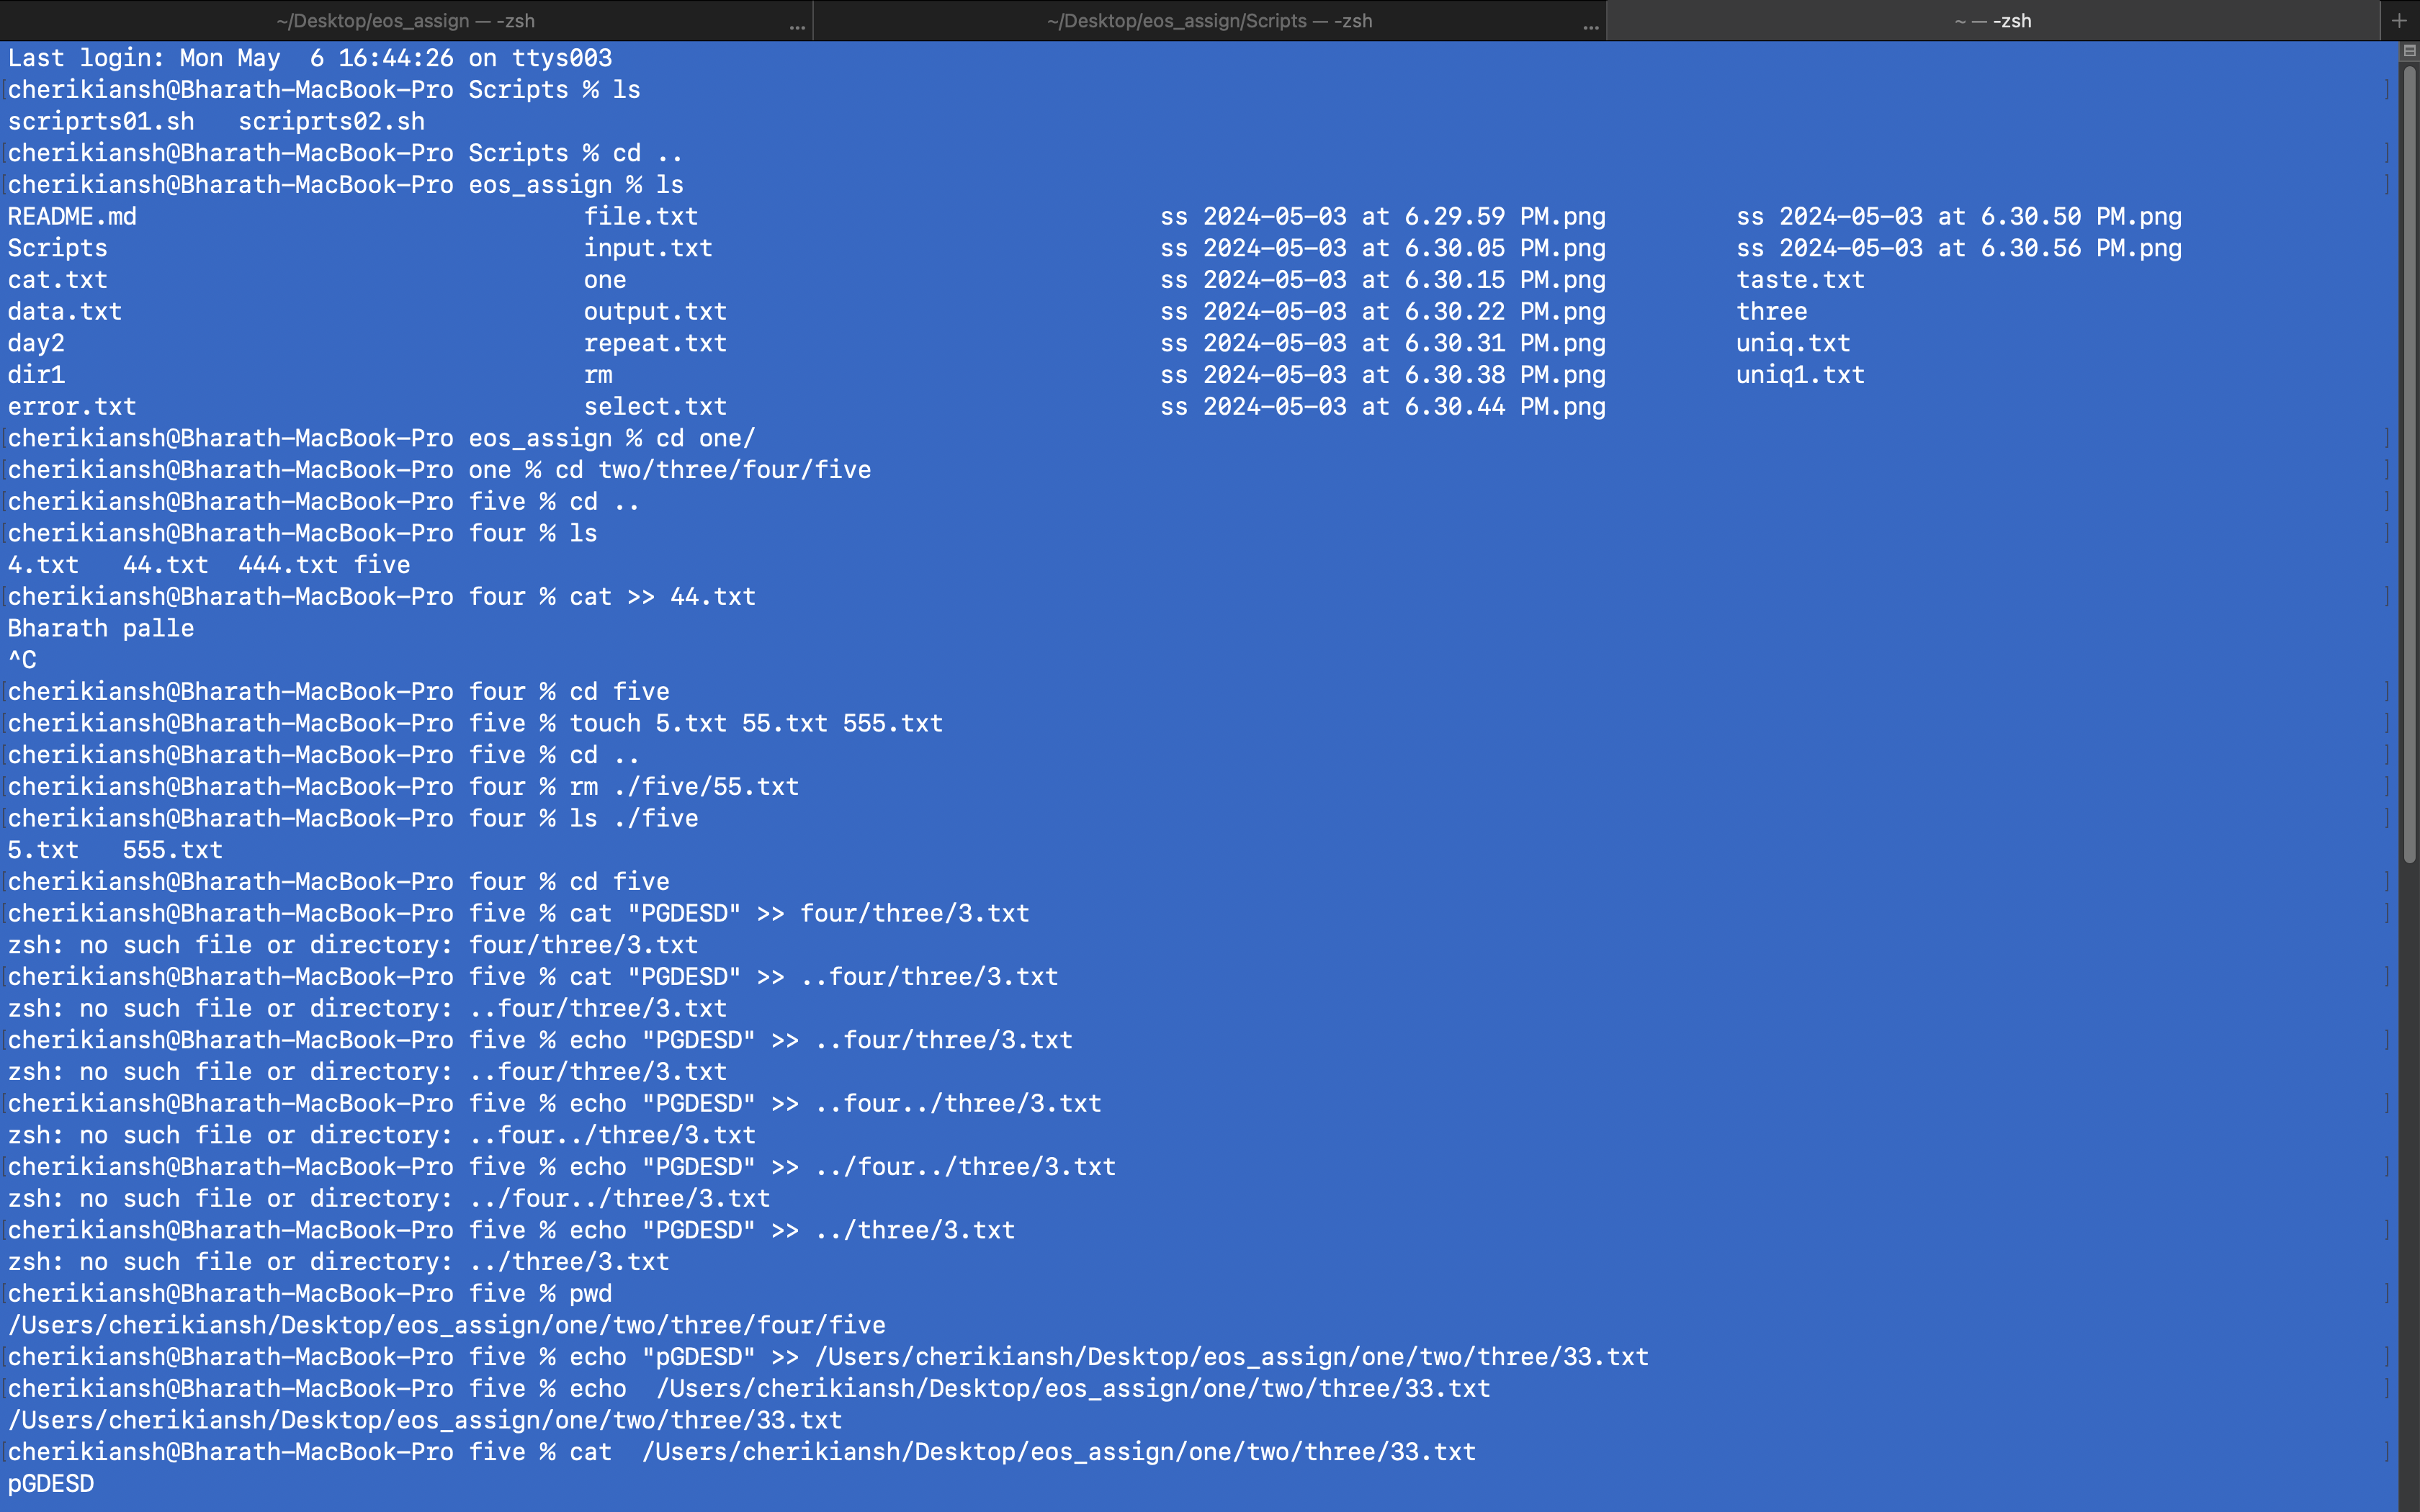 ~/Desktop/eos_assign — -zsh ... ~/Desktop/eos_assign/Scripts — -zsh ... ~ — -zsh +
Last login: Mon May  6 16:44:26 on ttys003
[cherikiansh@Bharath-MacBook-Pro Scripts % ls ]
scriprts01.sh   scriprts02.sh
[cherikiansh@Bharath-MacBook-Pro Scripts % cd .. ]
[cherikiansh@Bharath-MacBook-Pro eos_assign % ls ]
README.md file.txt ss 2024-05-03 at 6.29.59 PM.png ss 2024-05-03 at 6.30.50 PM.png
Scripts input.txt ss 2024-05-03 at 6.30.05 PM.png ss 2024-05-03 at 6.30.56 PM.png
cat.txt one ss 2024-05-03 at 6.30.15 PM.png taste.txt
data.txt output.txt ss 2024-05-03 at 6.30.22 PM.png three
day2 repeat.txt ss 2024-05-03 at 6.30.31 PM.png uniq.txt
dir1 rm ss 2024-05-03 at 6.30.38 PM.png uniq1.txt
error.txt select.txt ss 2024-05-03 at 6.30.44 PM.png
[cherikiansh@Bharath-MacBook-Pro eos_assign % cd one/ ]
[cherikiansh@Bharath-MacBook-Pro one % cd two/three/four/five ]
[cherikiansh@Bharath-MacBook-Pro five % cd .. ]
[cherikiansh@Bharath-MacBook-Pro four % ls ]
4.txt   44.txt  444.txt five
[cherikiansh@Bharath-MacBook-Pro four % cat >> 44.txt ]
Bharath palle
^C
[cherikiansh@Bharath-MacBook-Pro four % cd five ]
[cherikiansh@Bharath-MacBook-Pro five % touch 5.txt 55.txt 555.txt ]
[cherikiansh@Bharath-MacBook-Pro five % cd .. ]
[cherikiansh@Bharath-MacBook-Pro four % rm ./five/55.txt ]
[cherikiansh@Bharath-MacBook-Pro four % ls ./five ]
5.txt   555.txt
[cherikiansh@Bharath-MacBook-Pro four % cd five ]
[cherikiansh@Bharath-MacBook-Pro five % cat "PGDESD" >> four/three/3.txt ]
zsh: no such file or directory: four/three/3.txt
[cherikiansh@Bharath-MacBook-Pro five % cat "PGDESD" >> ..four/three/3.txt ]
zsh: no such file or directory: ..four/three/3.txt
[cherikiansh@Bharath-MacBook-Pro five % echo "PGDESD" >> ..four/three/3.txt ]
zsh: no such file or directory: ..four/three/3.txt
[cherikiansh@Bharath-MacBook-Pro five % echo "PGDESD" >> ..four../three/3.txt ]
zsh: no such file or directory: ..four../three/3.txt
[cherikiansh@Bharath-MacBook-Pro five % echo "PGDESD" >> ../four../three/3.txt ]
zsh: no such file or directory: ../four../three/3.txt
[cherikiansh@Bharath-MacBook-Pro five % echo "PGDESD" >> ../three/3.txt ]
zsh: no such file or directory: ../three/3.txt
[cherikiansh@Bharath-MacBook-Pro five % pwd ]
/Users/cherikiansh/Desktop/eos_assign/one/two/three/four/five
[cherikiansh@Bharath-MacBook-Pro five % echo "pGDESD" >> /Users/cherikiansh/Desktop/eos_assign/one/two/three/33.txt ]
[cherikiansh@Bharath-MacBook-Pro five % echo  /Users/cherikiansh/Desktop/eos_assign/one/two/three/33.txt ]
/Users/cherikiansh/Desktop/eos_assign/one/two/three/33.txt
[cherikiansh@Bharath-MacBook-Pro five % cat  /Users/cherikiansh/Desktop/eos_assign/one/two/three/33.txt ]
pGDESD